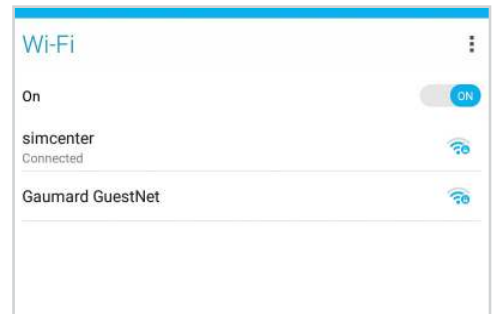 Wi-Fi
On
ON
simcenter
Connected
Gaumard GuestNet